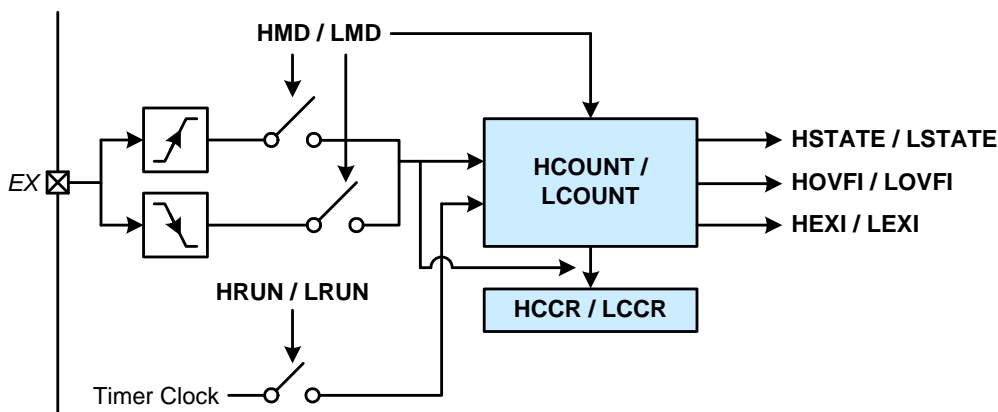 HMD / LMD
EX
HCOUNT /
LCOUNT
HSTATE / LSTATE
HOVFI / LOVFI
HEXI / LEXI
HRUN / LRUN
HCCR / LCCR
Timer Clock